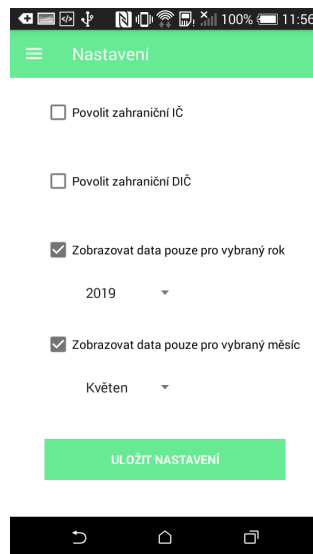 100% 11:56
Nastavení
Povolit zahraniční IČ
Povolit zahraniční DIČ
Zobrazovat data pouze pro vybraný rok
2019
Zobrazovat data pouze pro vybraný měsíc
Květen
ULOŽIT NASTAVENÍ